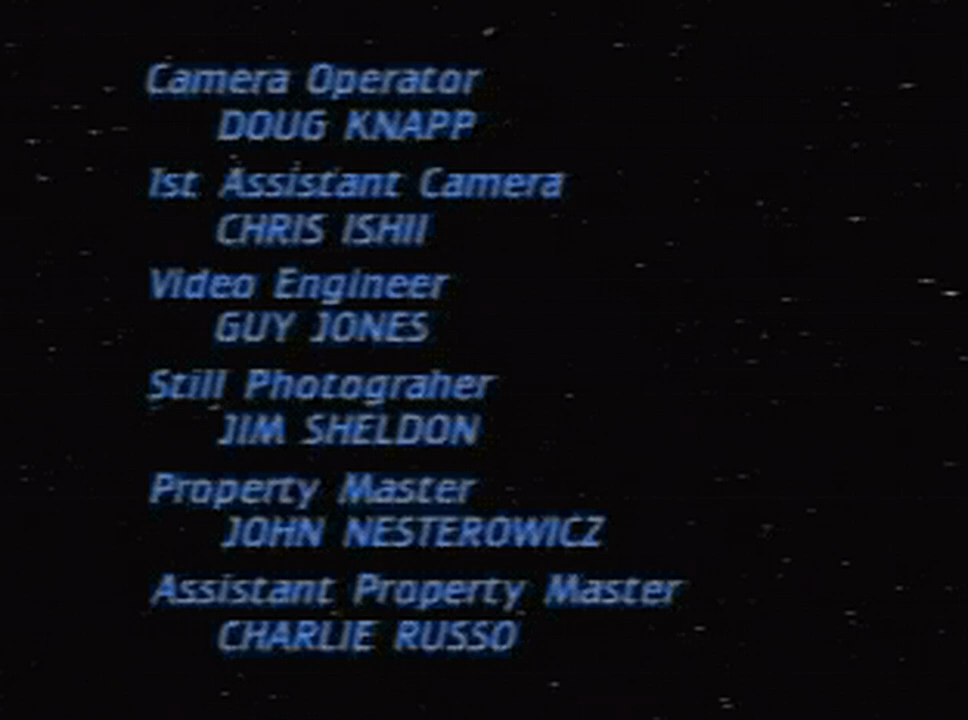 Camera Operator
DOUG KNAPP
1st Assistant Camera
CHRIS ISHII
Video Engineer
GUY JONES
Still Photograher
JIM SHELDON
Property Master
JOHN NESTEROWICZ
Assistant Property Master
CHARLIE RUSSO